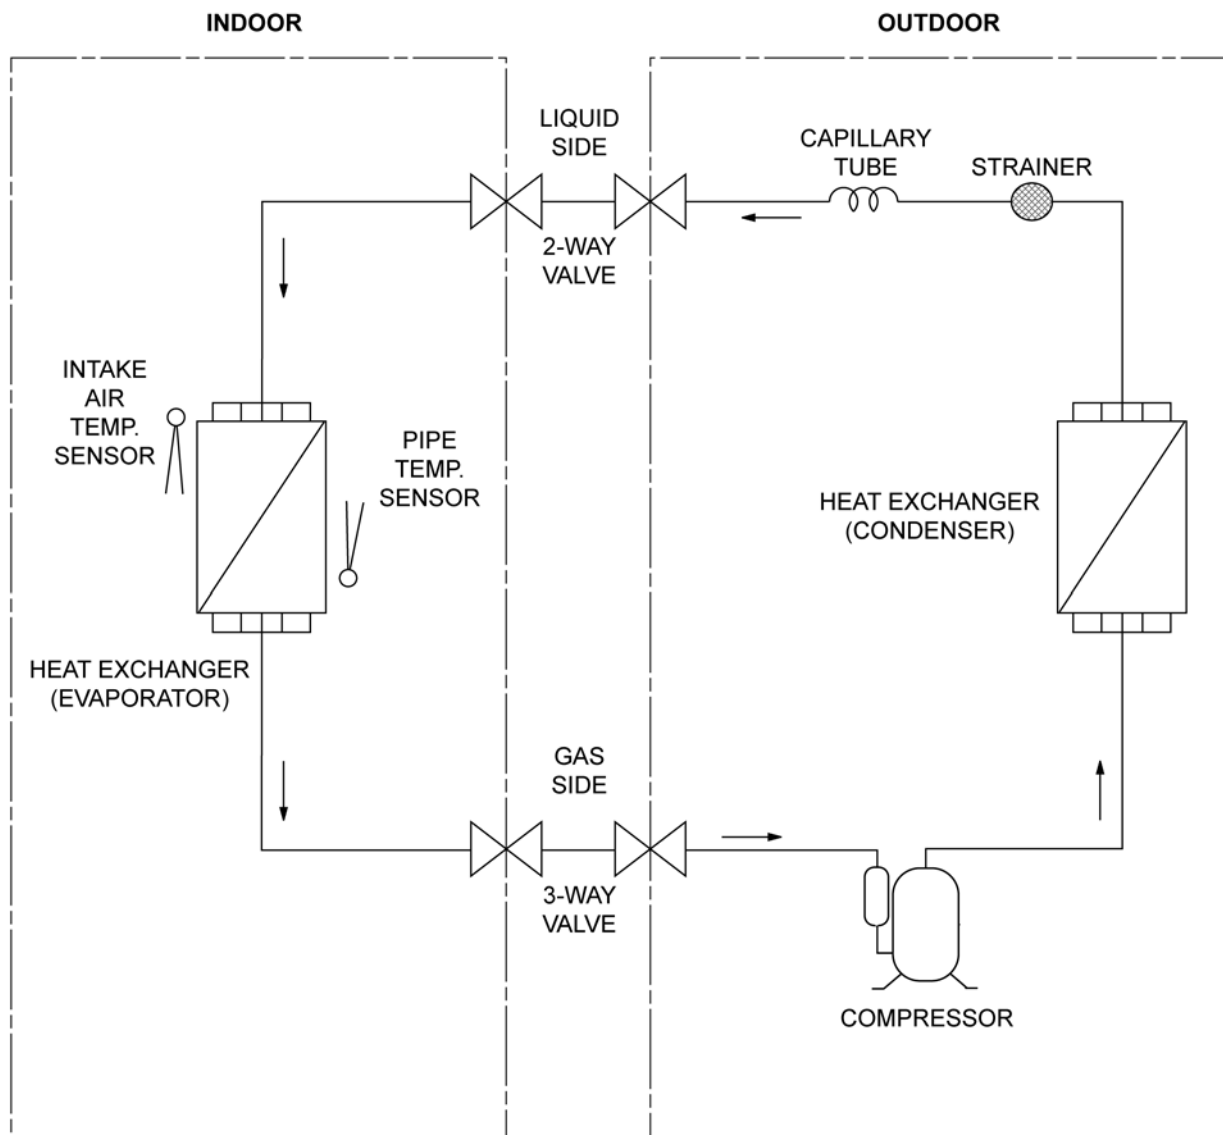 INDOOR
OUTDOOR
LIQUID
SIDE
CAPILLARY
TUBE
STRAINER
2-WAY
VALVE
INTAKE
AIR
TEMP.
SENSOR
PIPE
TEMP.
SENSOR
HEAT EXCHANGER
(CONDENSER)
HEAT EXCHANGER
(EVAPORATOR)
GAS
SIDE
3-WAY
VALVE
COMPRESSOR